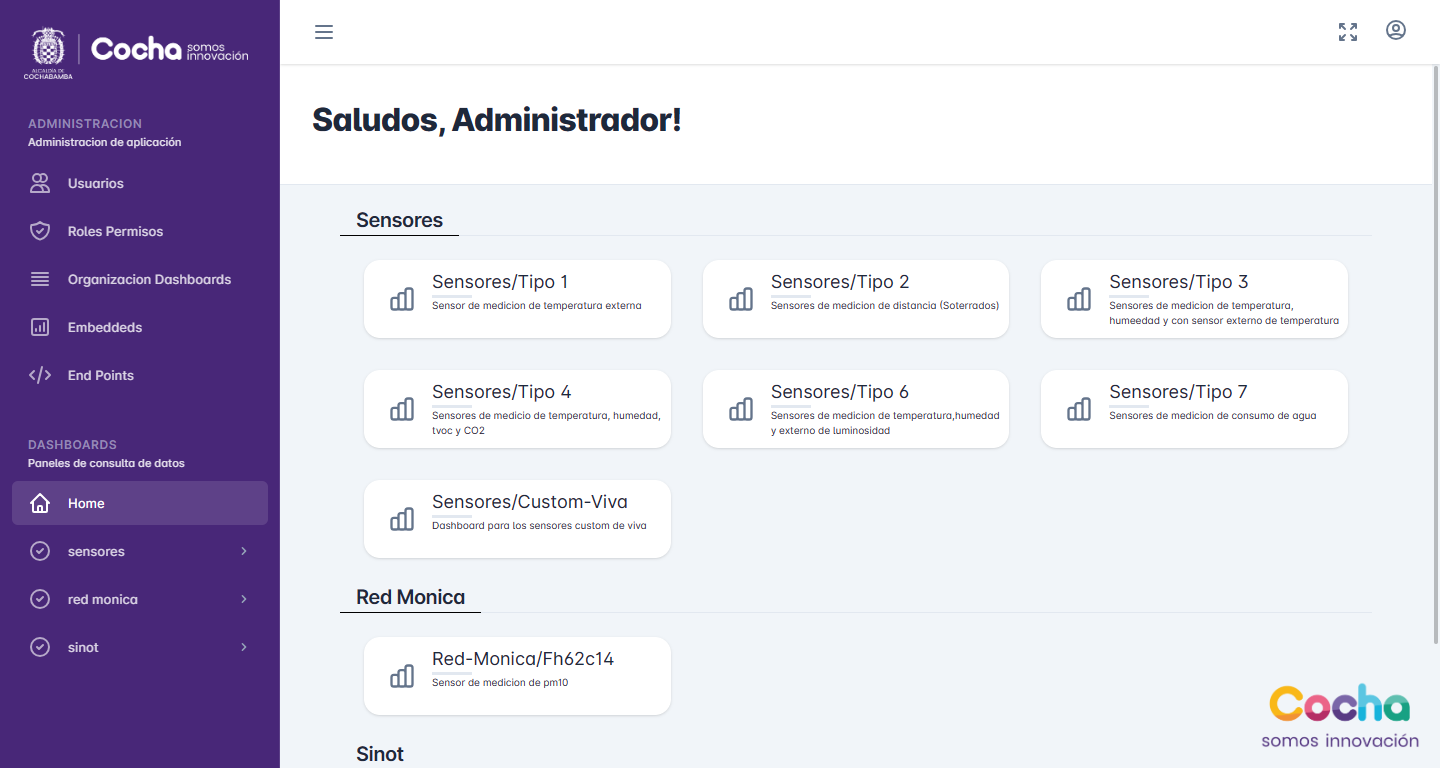 ALCALDÍA DE
COCHABAMBA
Cocha somos
innovación
ADMINISTRACION
Administracion de aplicación
Usuarios
Roles Permisos
Organizacion Dashboards
Embeddeds
End Points
DASHBOARDS
Paneles de consulta de datos
Home
sensores
red monica
sinot
Saludos, Administrador!
Sensores
Sensores/Tipo 1
Sensor de medicion de temperatura externa
Sensores/Tipo 2
Sensores de medicion de distancia (Soterrados)
Sensores/Tipo 3
Sensores de medicion de temperatura,
humeedad y con sensor externo de temperatura
Sensores/Tipo 4
Sensores de medicio de temperatura, humedad,
tvoc y CO2
Sensores/Tipo 6
Sensores de medicion de temperatura,humedad
y externo de luminosidad
Sensores/Tipo 7
Sensores de medicion de consumo de agua
Sensores/Custom-Viva
Dashboard para los sensores custom de viva
Red Monica
Red-Monica/Fh62c14
Sensor de medicion de pm10
Sinot
Cocha
somos innovación